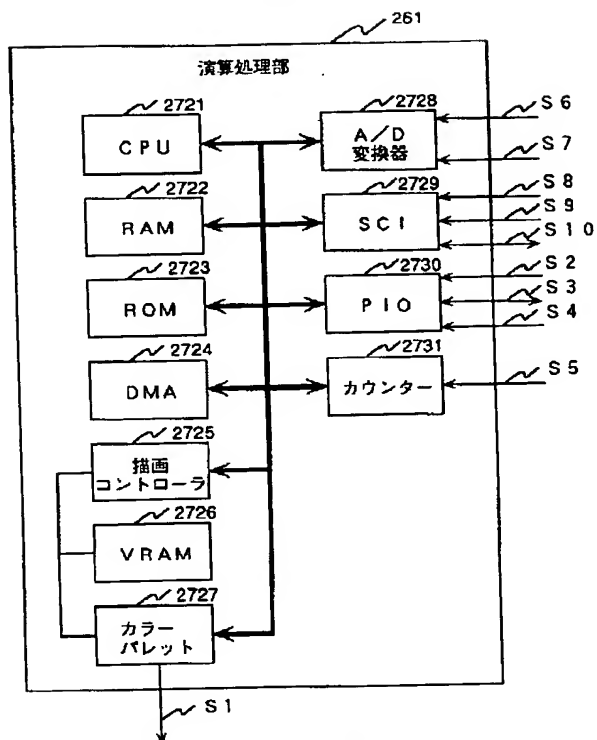 261
演算処理部
2721
CPU
2722
RAM
2723
ROM
2724
DMA
2725
描画
コントローラ
2726
VRAM
2727
カラー
パレット
S1
2728
A/D
変換器
S6
S7
2729
SCI
S8
S9
S10
2730
PIO
S2
S3
S4
2731
カウンター
S5